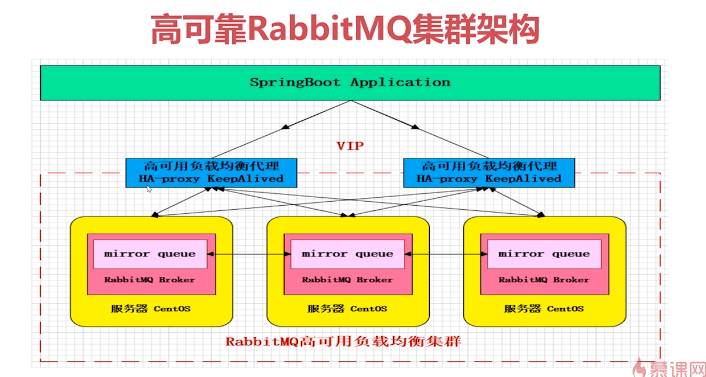 高可靠RabbitMQ集群架构
SpringBoot Application
VIP
高可用负载均衡代理
HA-proxy KeepAlived
高可用负载均衡代理
HA-proxy KeepAlived
mirror queue
RabbitMQ Broker
服务器 CentOS
mirror queue
RabbitMQ Broker
服务器 CentOS
mirror queue
RabbitMQ Broker
服务器 CentOS
RabbitMQ高可用负载均衡集群
慕课网